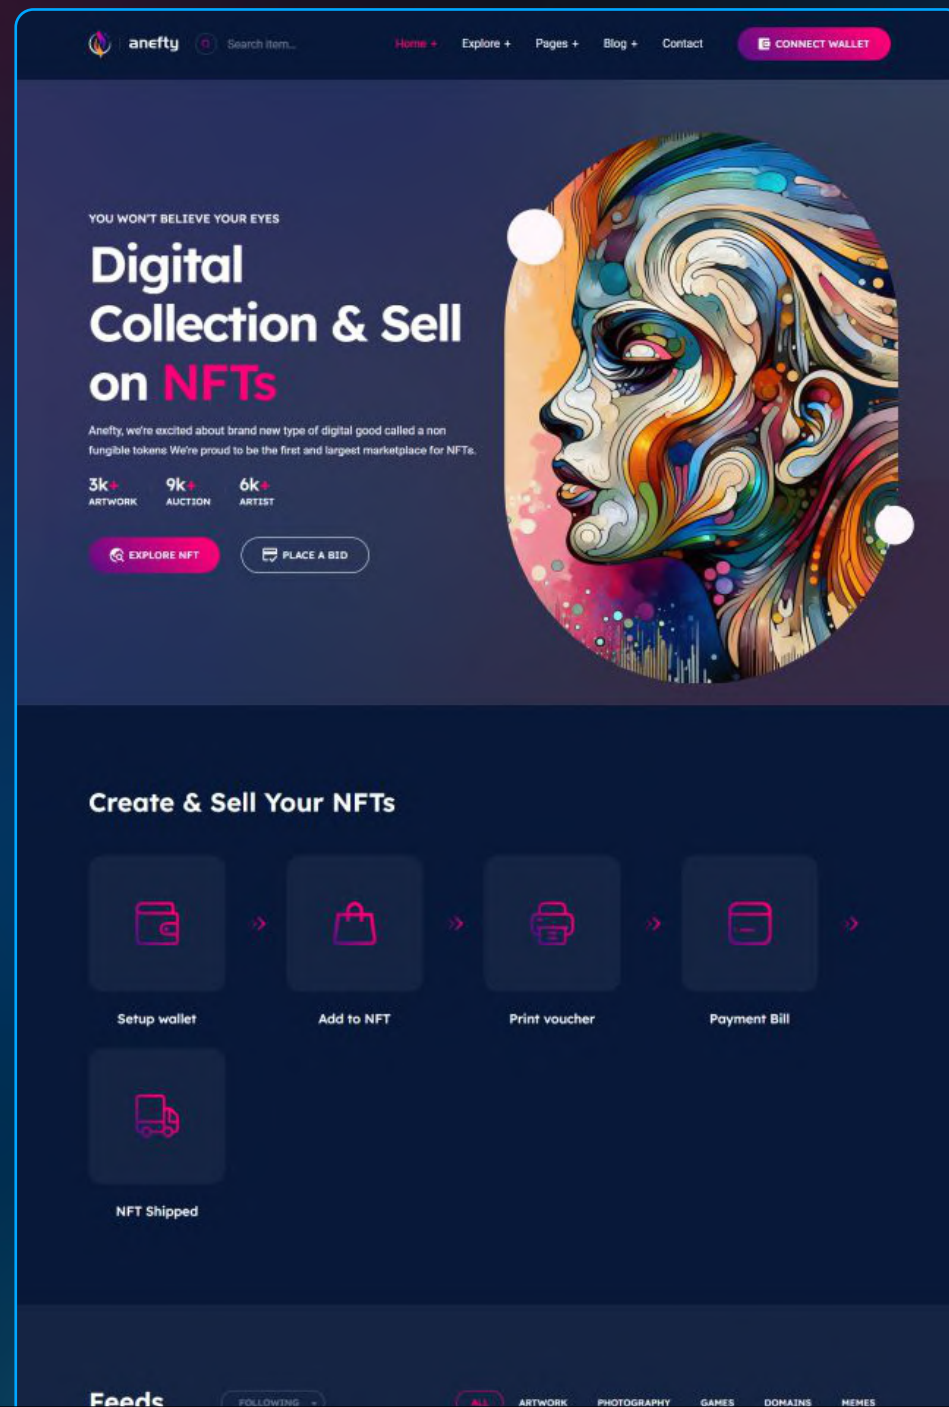 anefty
Search item...
Home +
Explore +
Pages +
Blog +
Contact
CONNECT WALLET
YOU WON'T BELIEVE YOUR EYES
Digital
Collection & Sell
on NFTs
Anefty, we're excited about brand new type of digital good called a non
fungible tokens We're proud to be the first and largest marketplace for NFTs.
3k+
ARTWORK
9k+
AUCTION
6k+
ARTIST
EXPLORE NFT
PLACE A BID
Create & Sell Your NFTs
Setup wallet
Add to NFT
Print voucher
Payment Bill
NFT Shipped
Feeds
FOLLOWING
ALL
ARTWORK
PHOTOGRAPHY
GAMES
DOMAINS
MEMES